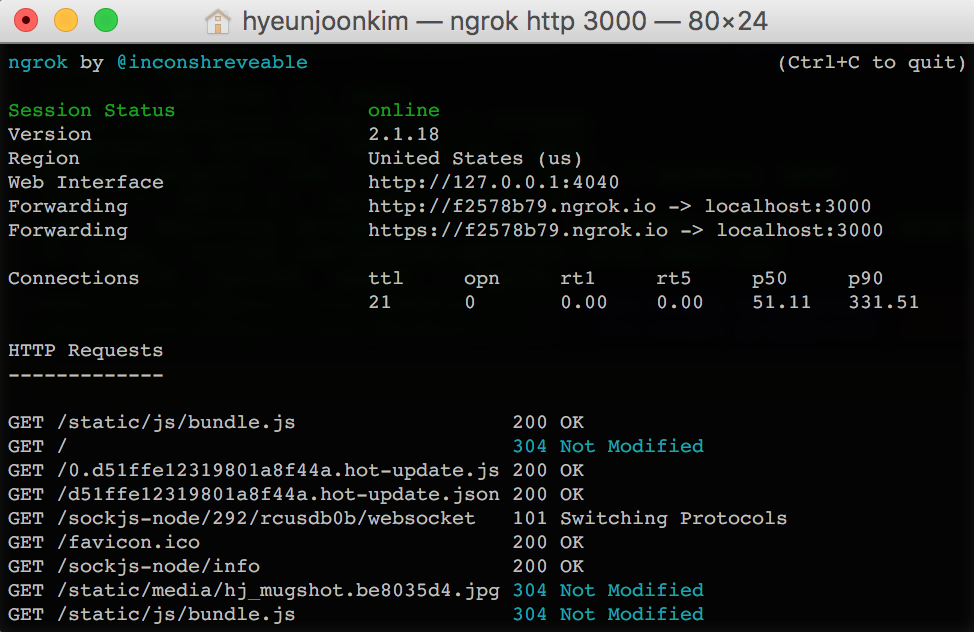 hyeunjoonkim — ngrok http 3000 — 80×24
ngrok by @inconshreveable (Ctrl+C to quit)
Session Status online
Version 2.1.18
Region United States (us)
Web Interface http://127.0.0.1:4040
Forwarding http://f2578b79.ngrok.io -> localhost:3000
Forwarding https://f2578b79.ngrok.io -> localhost:3000
Connections ttl opn rt1 rt5 p50 p90
21 0 0.00 0.00 51.11 331.51
HTTP Requests
-------------
GET /static/js/bundle.js 200 OK
GET / 304 Not Modified
GET /0.d51ffe12319801a8f44a.hot-update.js 200 OK
GET /d51ffe12319801a8f44a.hot-update.json 200 OK
GET /sockjs-node/292/rcusdb0b/websocket 101 Switching Protocols
GET /favicon.ico 200 OK
GET /sockjs-node/info 200 OK
GET /static/media/hj_mugshot.be8035d4.jpg 304 Not Modified
GET /static/js/bundle.js 304 Not Modified